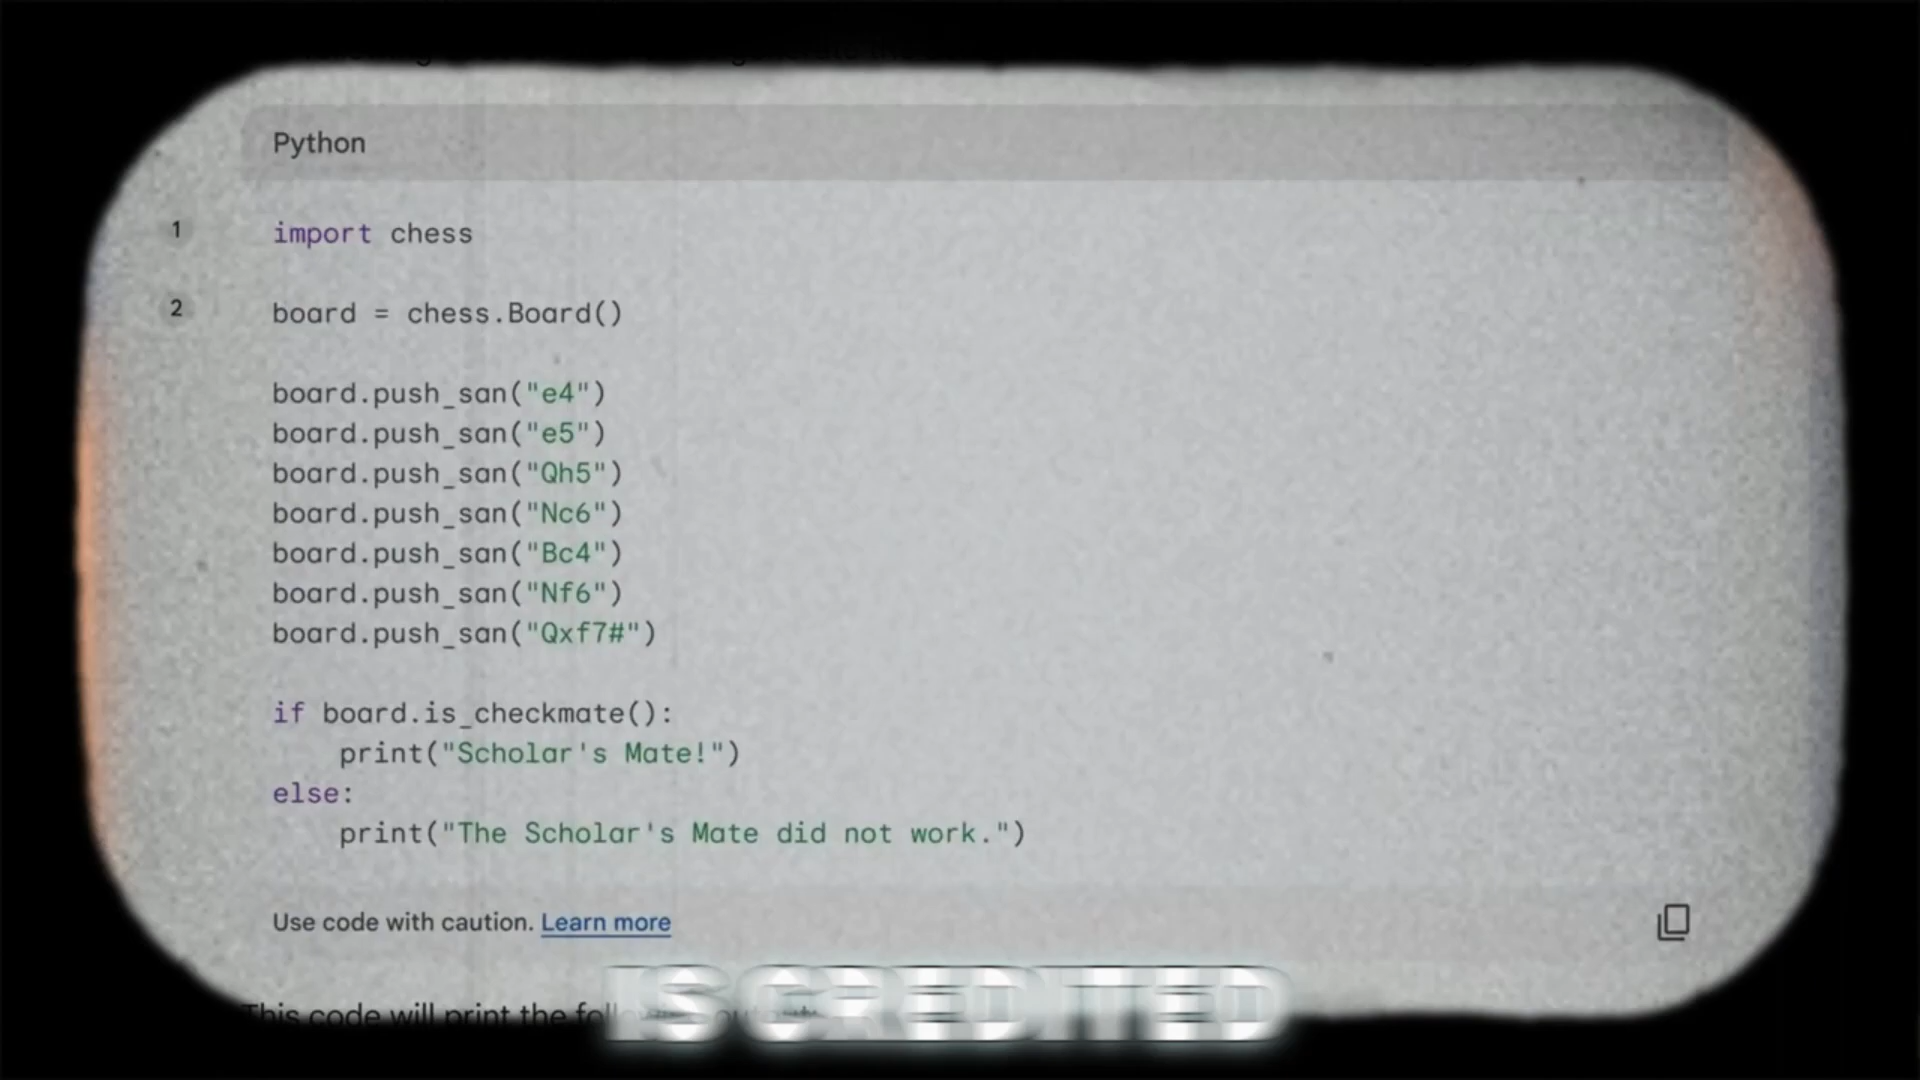 Python
1
import chess
2
board = chess.Board()
board.push_san("e4")
board.push_san("e5")
board.push_san("Qh5")
board.push_san("Nc6")
board.push_san("Bc4")
board.push_san("Nf6")
board.push_san("Qxf7#")
if board.is_checkmate():
print("Scholar's Mate!")
else:
print("The Scholar's Mate did not work.")
Use code with caution. Learn more
This code will print the
IS CREDITED